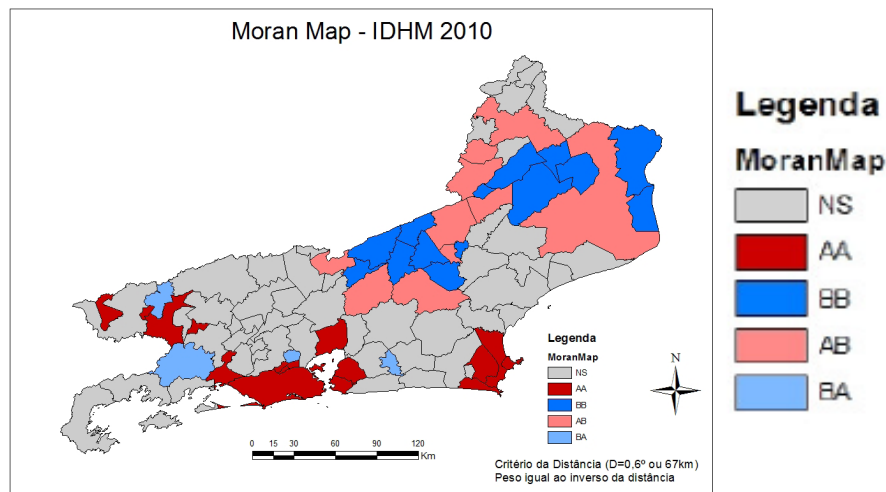 Moran Map - IDHM 2010
Legenda
MoranMap
NS
AA
BB
AB
BA
N
0 15 30 60 90 120
Km
Critério da Distância (D=0,6º ou 67km)
Peso igual ao inverso da distância
Legenda
MoranMap
NS
AA
BB
AB
BA